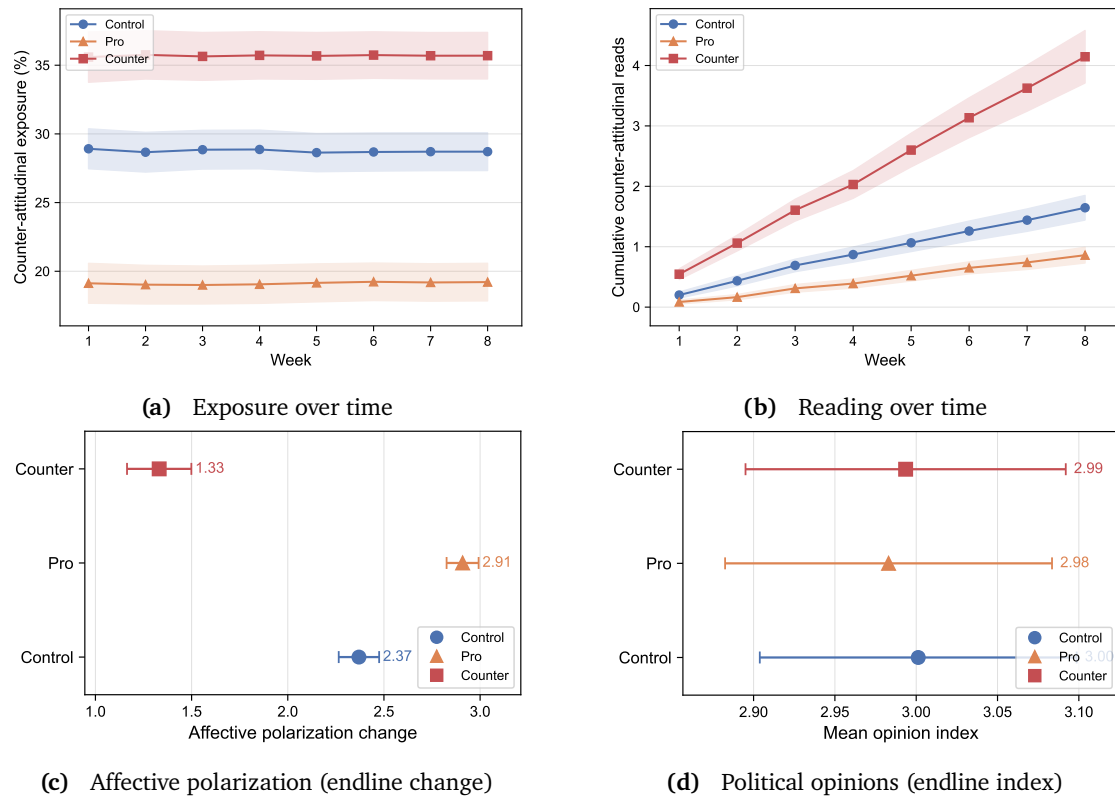 Control
Pro
Counter
Counter-attitudinal exposure (%)
35
30
25
20
1 2 3 4 5 6 7 8
Week
(a) Exposure over time
Control
Pro
Counter
Cumulative counter-attitudinal reads
4
3
2
1
0
1 2 3 4 5 6 7 8
Week
(b) Reading over time
Counter
1.33
Pro
2.91
Control
2.37
Control
Pro
Counter
1.0 1.5 2.0 2.5 3.0
Affective polarization change
(c) Affective polarization (endline change)
Counter
2.99
Pro
2.98
Control
3.00
Control
Pro
Counter
2.90 2.95 3.00 3.05 3.10
Mean opinion index
(d) Political opinions (endline index)